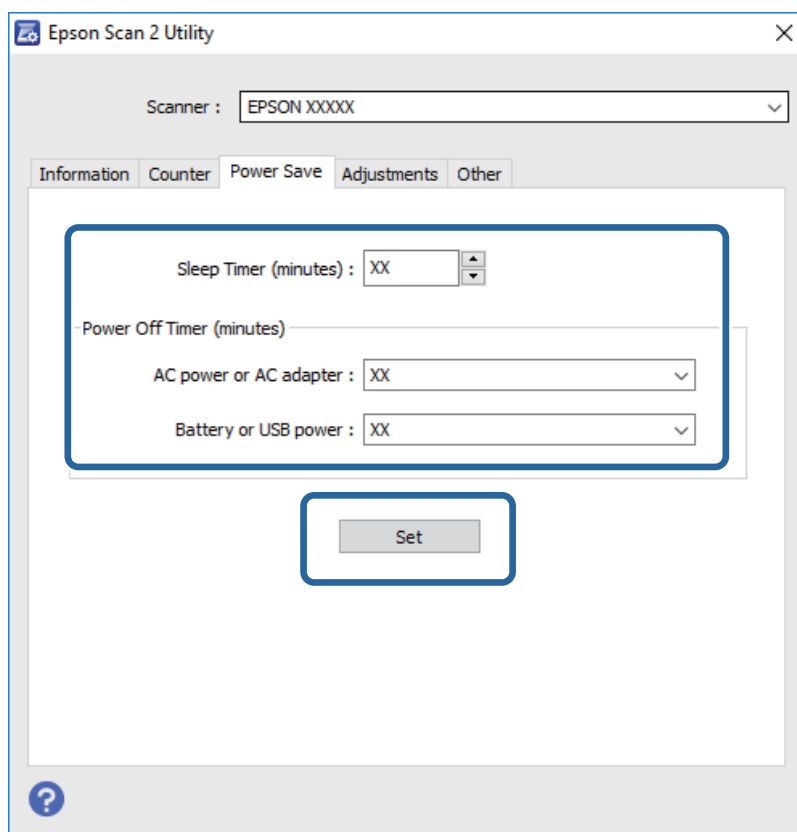 Epson Scan 2 Utility
Scanner : EPSON XXXXX
Information Counter Power Save Adjustments Other
Sleep Timer (minutes) : XX
Power Off Timer (minutes)
AC power or AC adapter : XX
Battery or USB power : XX
Set
?